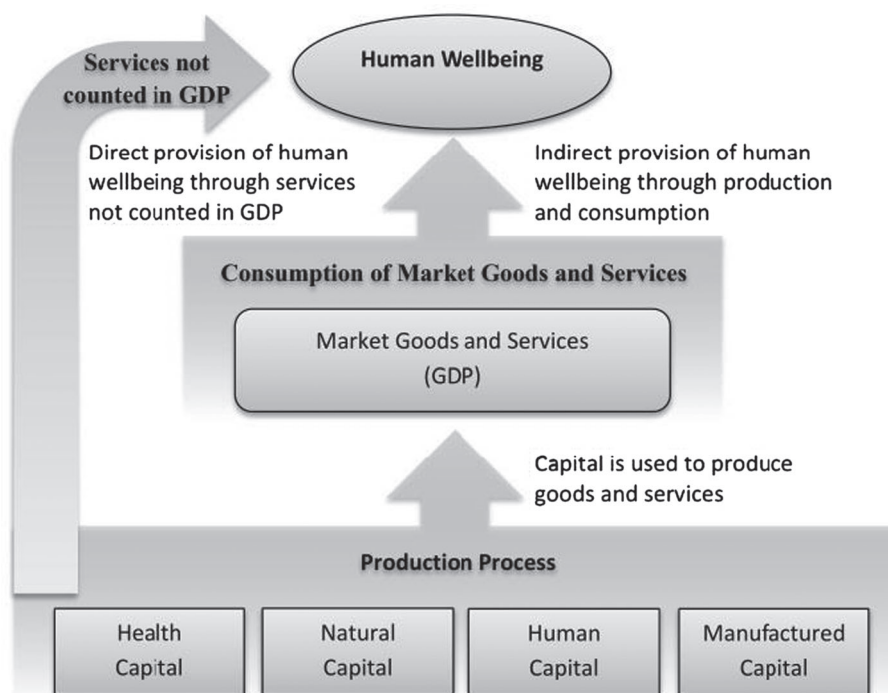 Services not
counted in GDP
Human Wellbeing
Direct provision of human
wellbeing through services
not counted in GDP
Indirect provision of human
wellbeing through production
and consumption
Consumption of Market Goods and Services
Market Goods and Services
(GDP)
Capital is used to produce
goods and services
Production Process
Health
Capital
Natural
Capital
Human
Capital
Manufactured
Capital